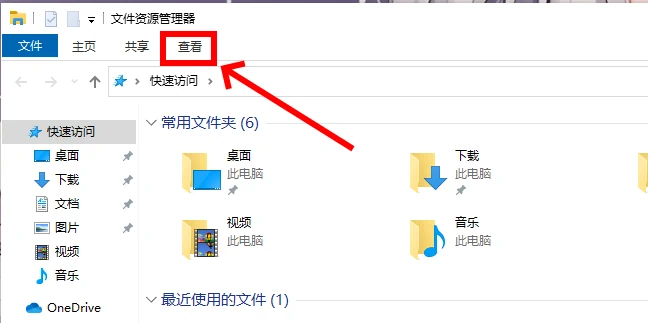 文件资源管理器
文件 主页 共享 查看
快速访问
快速访问
桌面
下载
文档
图片
视频
音乐
OneDrive
常用文件夹 (6)
桌面
此电脑
下载
此电脑
视频
此电脑
音乐
此电脑
最近使用的文件 (1)